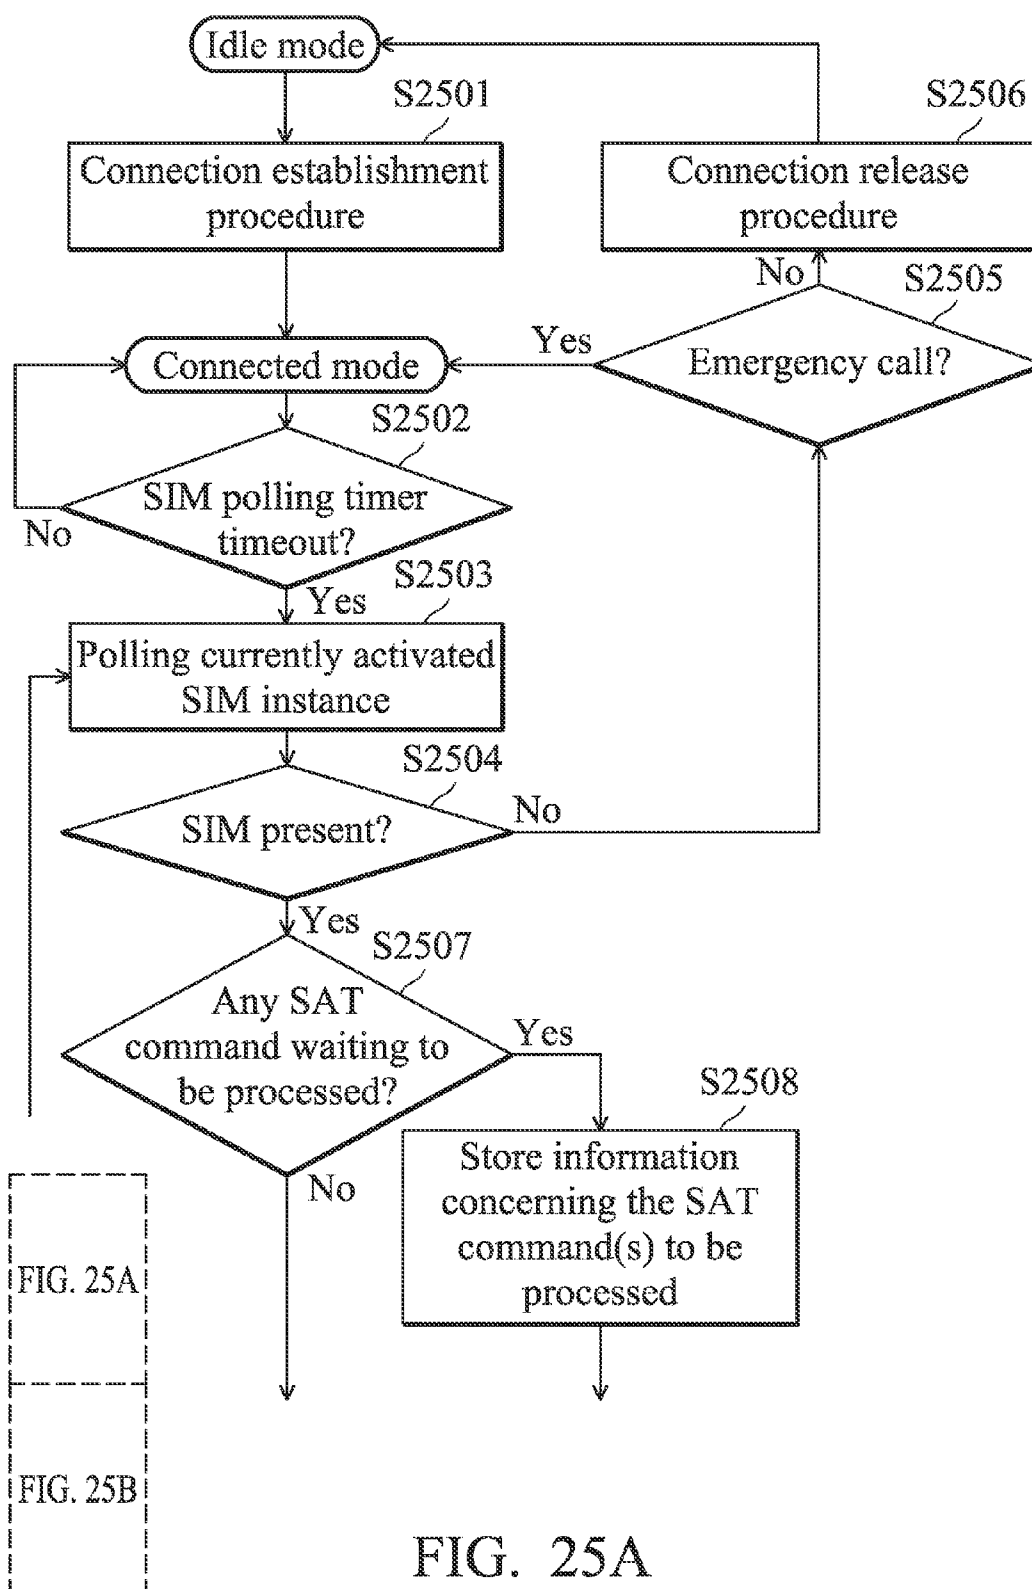 Idle mode
S2501
Connection establishment
procedure
S2506
Connection release
procedure
No
S2505
Emergency call?
Yes
Connected mode
S2502
SIM polling timer
timeout?
No
Yes
S2503
Polling currently activated
SIM instance
S2504
SIM present?
No
Yes
S2507
Any SAT
command waiting to
be processed?
Yes
No
S2508
Store information
concerning the SAT
command(s) to be
processed
FIG. 25A
FIG. 25B
FIG. 25A